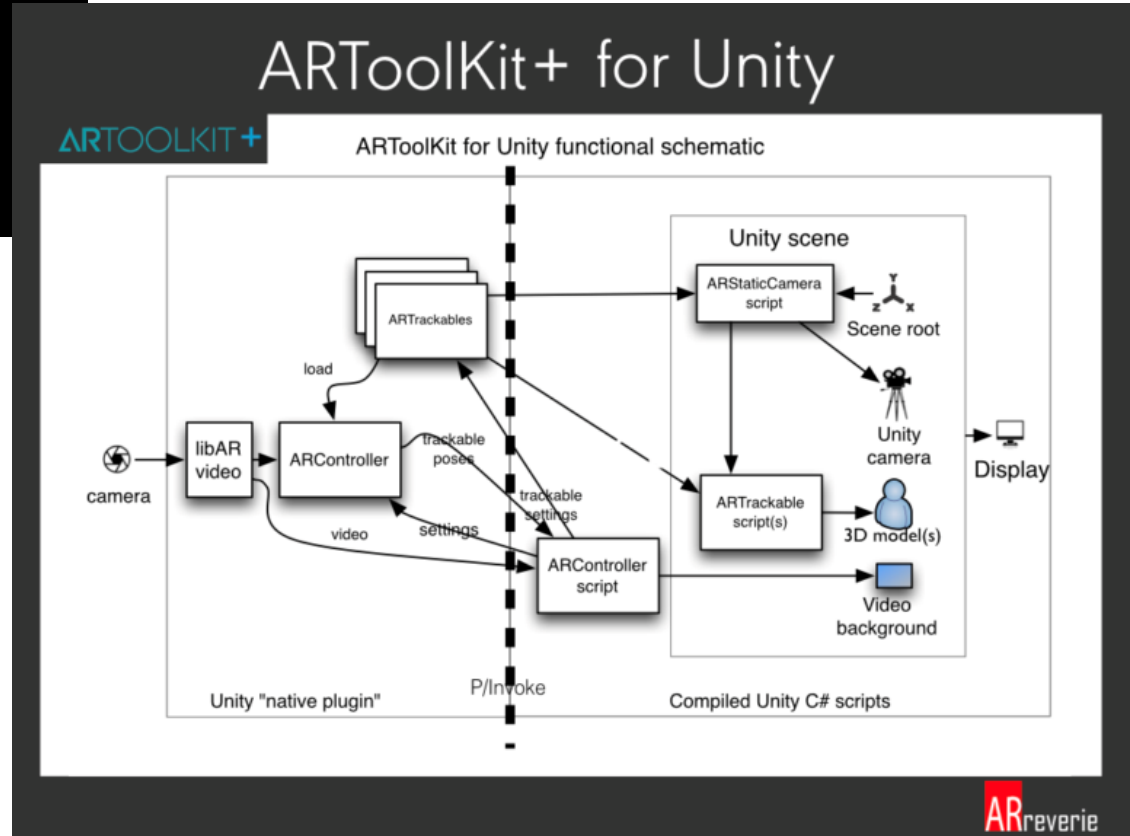 ARToolKit+ for Unity
ARTOOLKIT+
ARToolKit for Unity functional schematic
Unity scene
ARStaticCamera
script
Y
Z
X
Scene root
ARTrackables
load
Unity
camera
Display
libAR
video
ARController
trackable
poses
camera
trackable
settings
ARTrackable
script(s)
3D model(s)
video
settings
ARController
script
Video
background
P/Invoke
Unity "native plugin"
Compiled Unity C# scripts
ARreverie